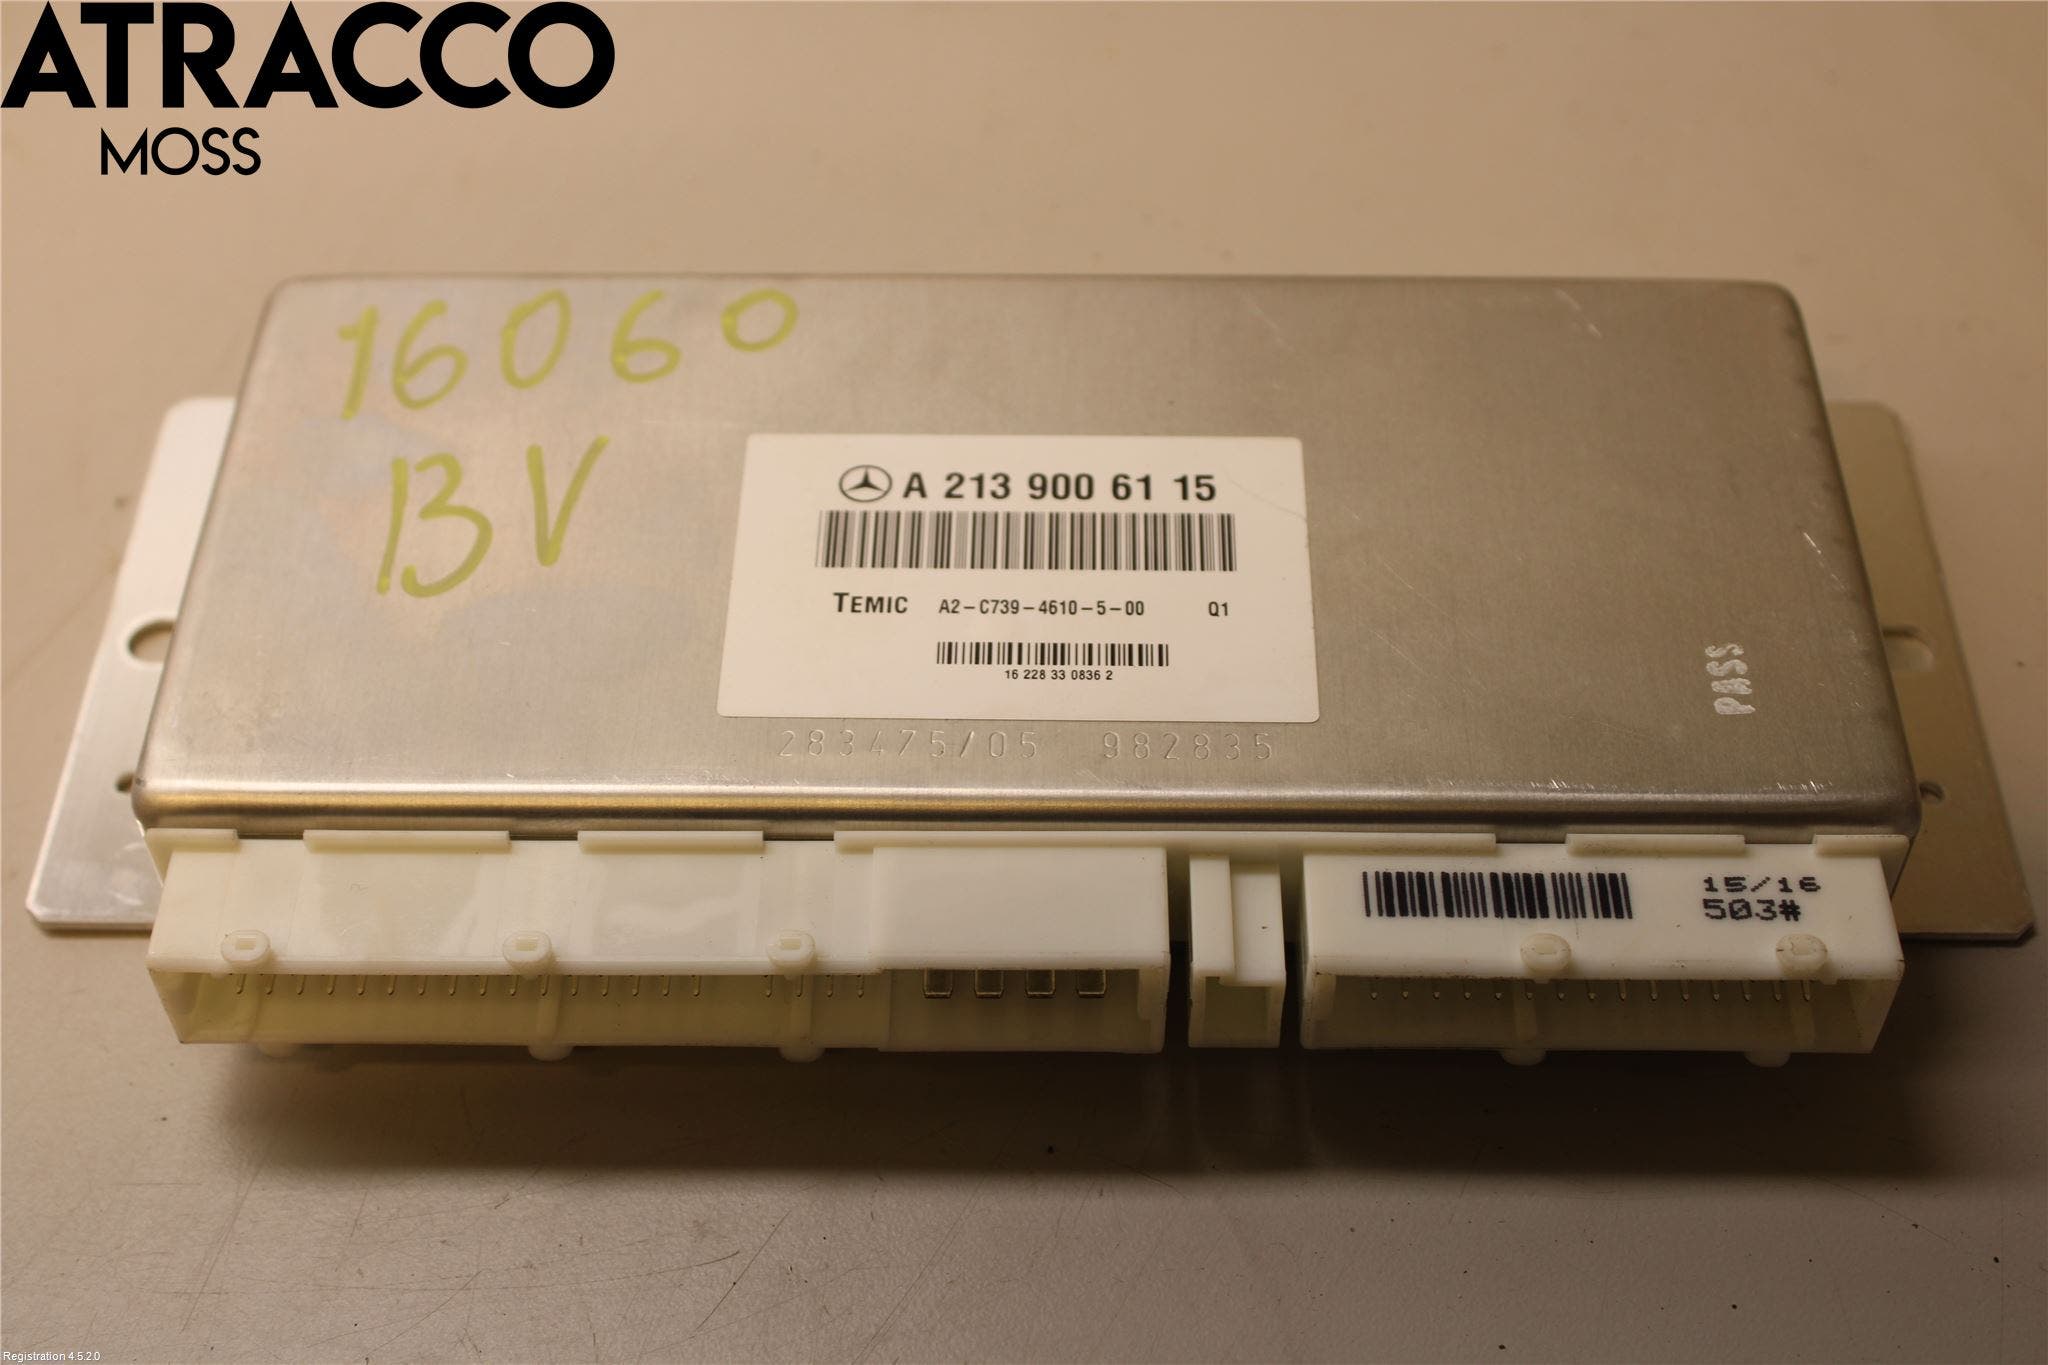 ATRACCO
MOSS
16060
BV
A 213 900 61 15
TEMIC A2-C739-4610-5-00 Q1
16 228 33 0836 2
PASS
283475/05 982835
15/16
503#
Registration 4.5.2.0